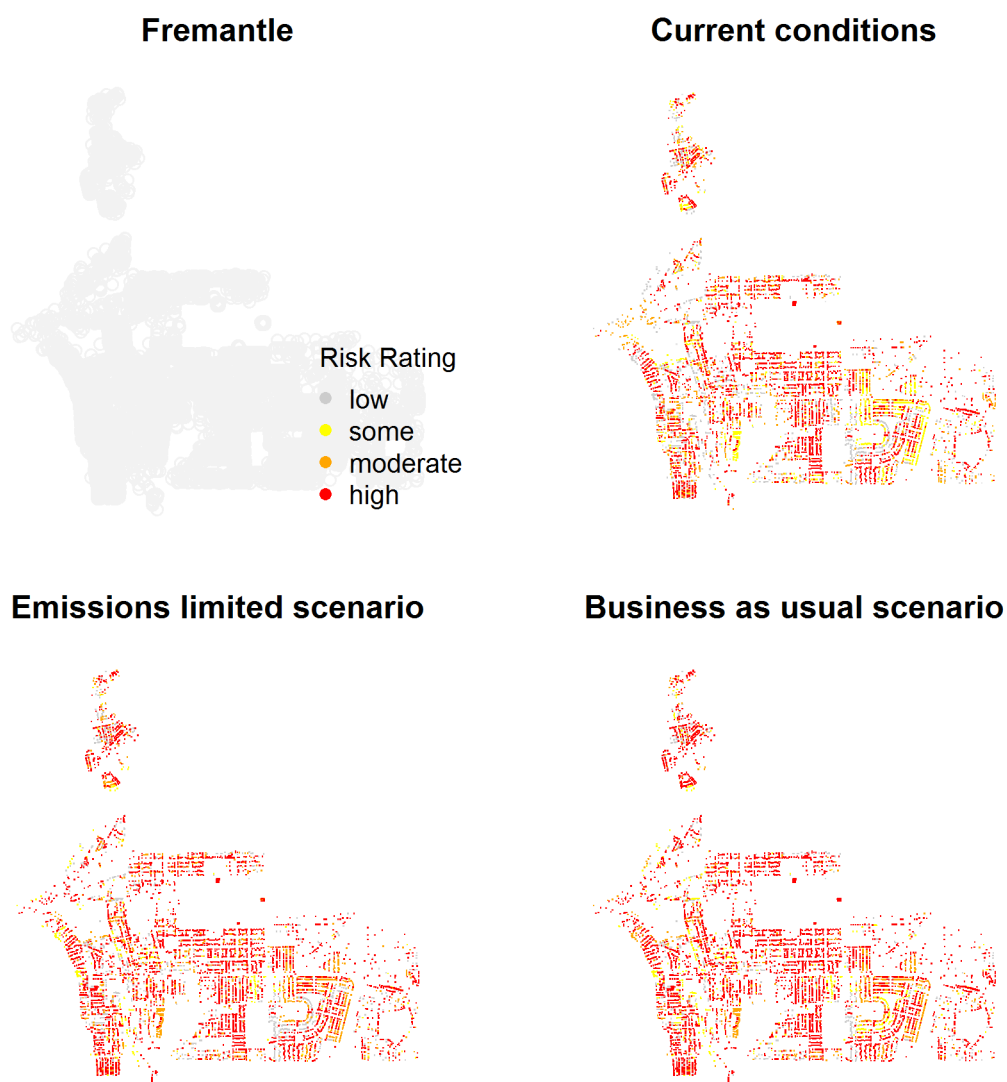 Fremantle
Current conditions
Risk Rating
low
some
moderate
high
Emissions limited scenario
Business as usual scenario